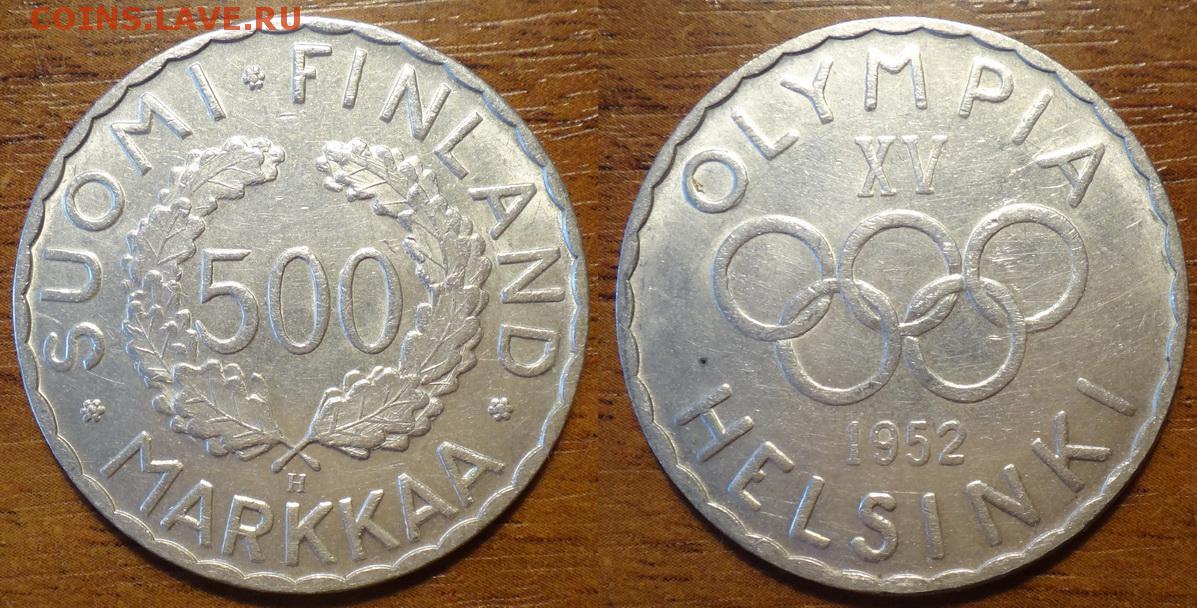 COINS.LAVE.RU
SUOMI · FINLAND
500
H
MARKKAA
OLYMPIA
XV
1952
HELSINKI